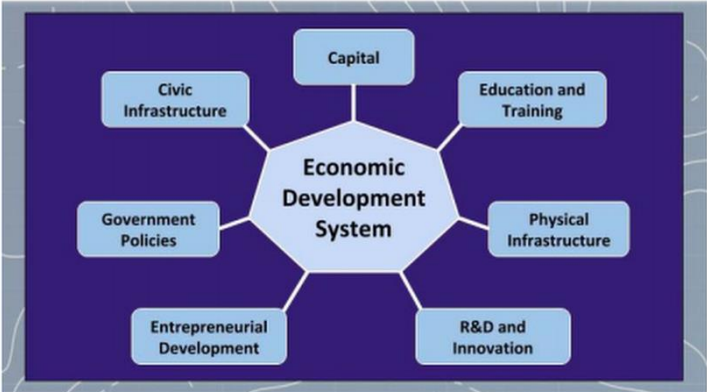 Capital
Civic
Infrastructure
Education and
Training
Economic
Development
System
Government
Policies
Physical
Infrastructure
Entrepreneurial
Development
R&D and
Innovation